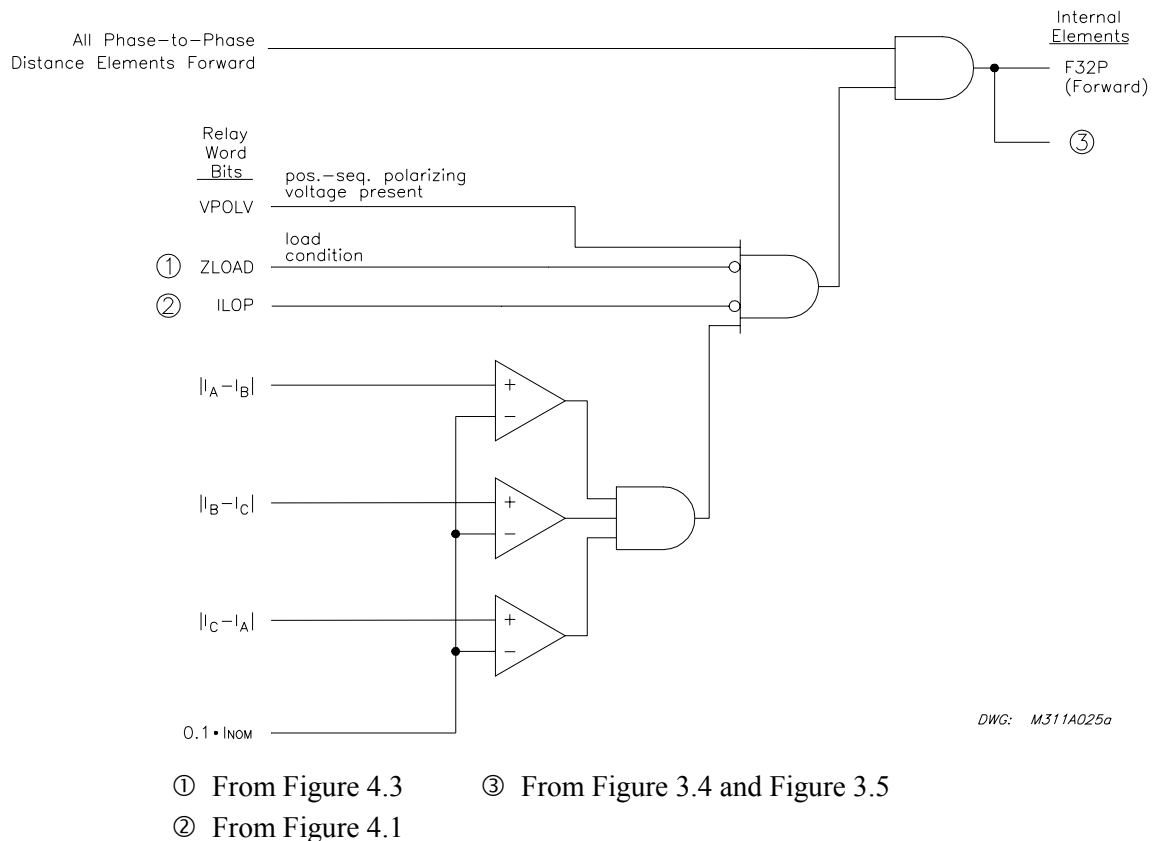 Internal
Elements
All Phase-to-Phase
Distance Elements Forward
F32P
(Forward)
③
Relay
Word
Bits
pos.-seq. polarizing
voltage present
VPOLV
load
condition
① ZLOAD
② ILOP
|IA-IB|
+
-
|IB-IC|
+
-
|IC-IA|
+
-
0.1•INOM
DWG: M311A025a
① From Figure 4.3 ③ From Figure 3.4 and Figure 3.5
② From Figure 4.1